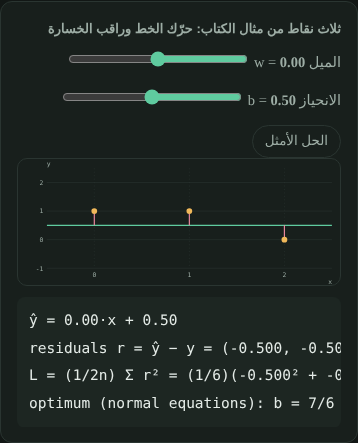 ثلاث نقاط من مثال الكتاب: حرّك الخط وراقب الخسارة
الميل w = 0.00
الانحياز b = 0.50
الحل الأمثل
y
2
1
0
-1
0 1 2
x
ŷ = 0.00·x + 0.50
residuals r = ŷ − y = (-0.500, -0.50
L = (1/2n) Σ r² = (1/6)(-0.500² + -0
optimum (normal equations): b = 7/6